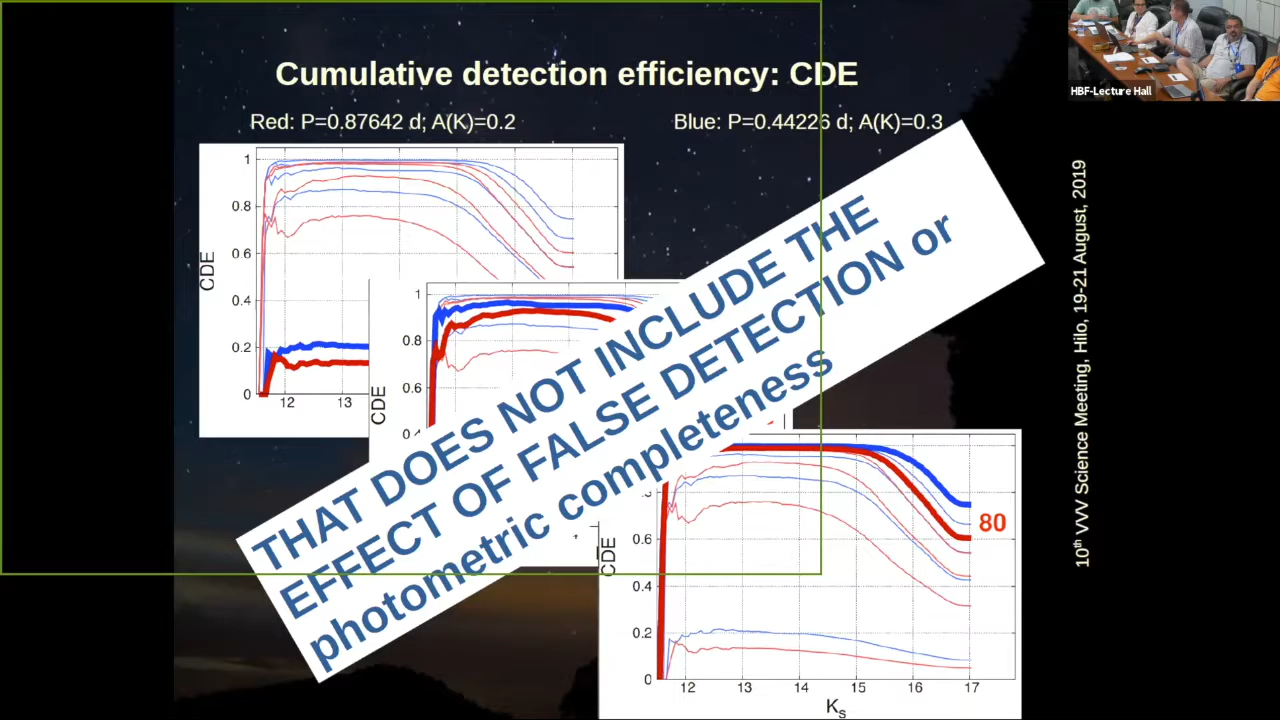 Cumulative detection efficiency: CDE
Red: P=0.87642 d; A(K)=0.2
Blue: P=0.44226 d; A(K)=0.3
HBF-Lecture Hall
10th VVV Science Meeting, Hilo, 19-21 August, 2019
THAT DOES NOT INCLUDE THE
EFFECT OF FALSE DETECTION or
photometric completeness
1
0.8
0.6
0.4
0.2
0
CDE
12
13
1
0.8
0.6
CDE
80
0.6
0.4
0.2
0
CDE
12
13
14
15
16
17
Ks